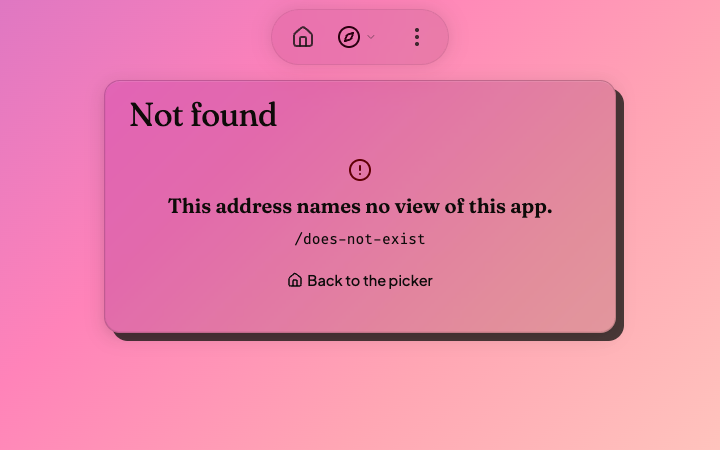 Not found
This address names no view of this app.
/does-not-exist
Back to the picker